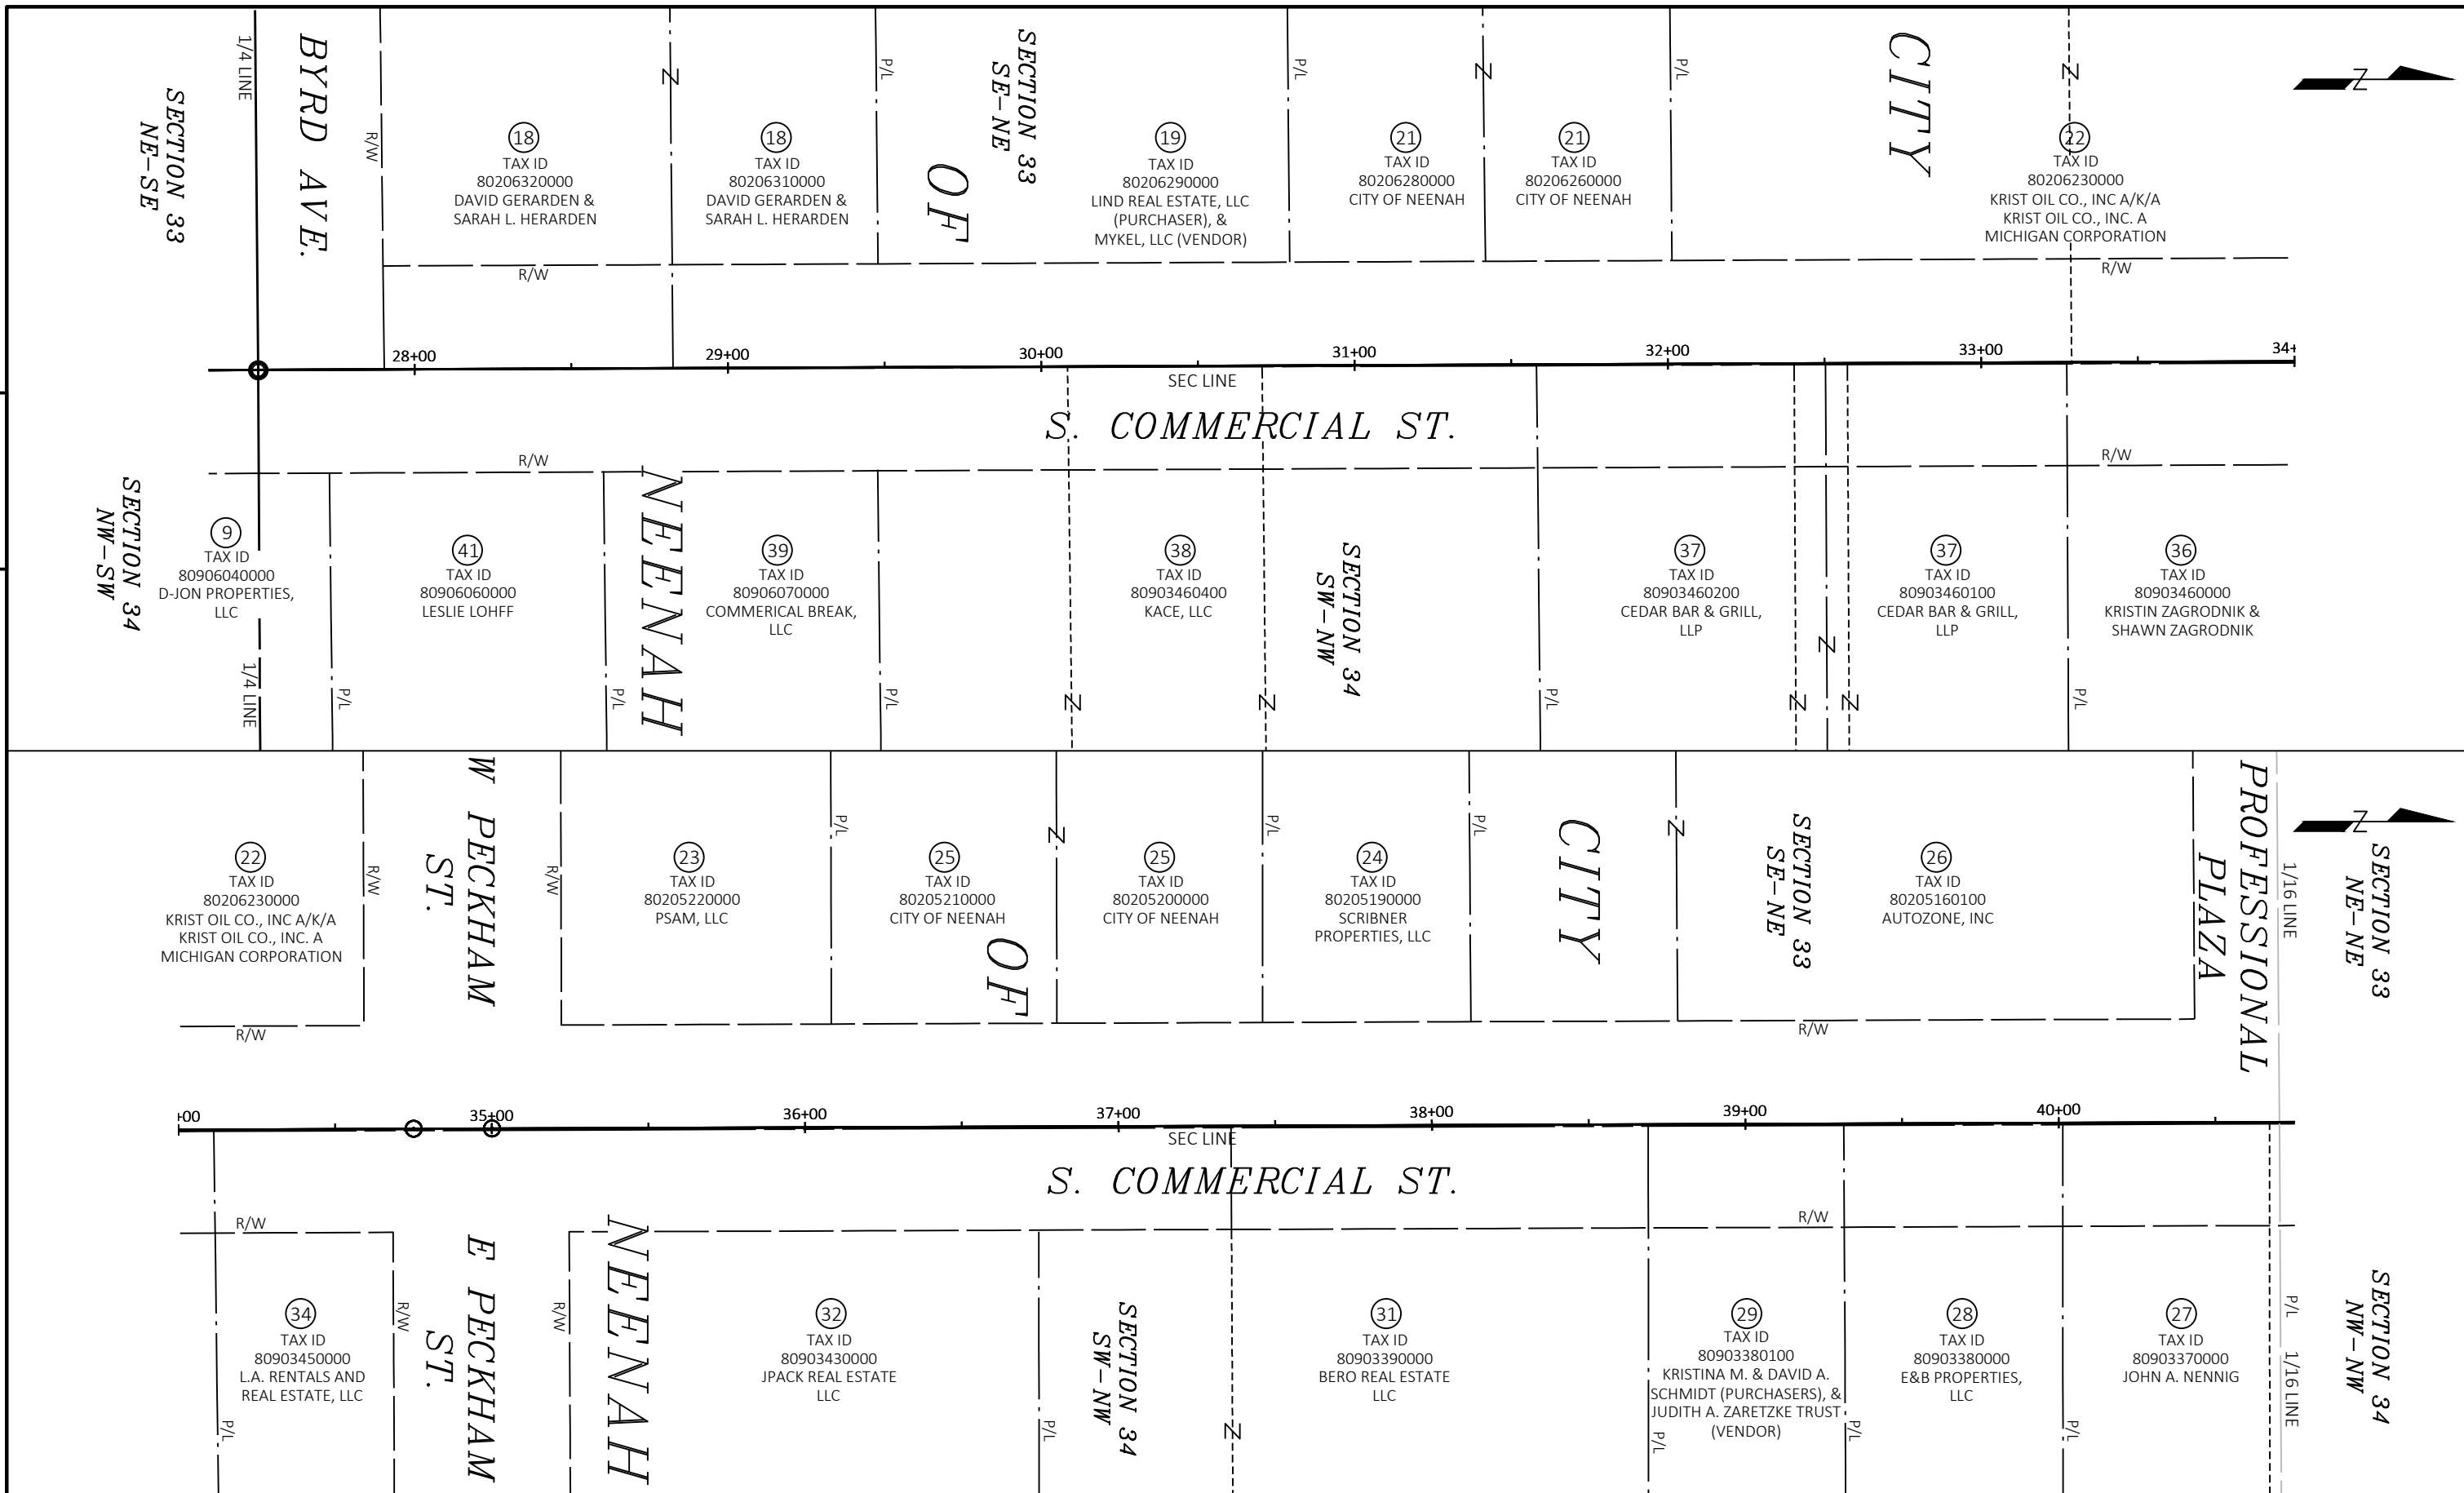 1/4 LINE
BYRD AVE.
SECTION 33
NE-SE
R/W
18
TAX ID
80206320000
DAVID GERARDEN &
SARAH L. HERARDEN
Z
18
TAX ID
80206310000
DAVID GERARDEN &
SARAH L. HERARDEN
P/L
OF
SECTION 33
SE-NE
19
TAX ID
80206290000
LIND REAL ESTATE, LLC
(PURCHASER), &
MYKEL, LLC (VENDOR)
P/L
21
TAX ID
80206280000
CITY OF NEENAH
Z
21
TAX ID
80206260000
CITY OF NEENAH
P/L
CITY
Z
22
TAX ID
80206230000
KRIST OIL CO., INC A/K/A
KRIST OIL CO., INC. A
MICHIGAN CORPORATION
Z
R/W
R/W
28+00
29+00
30+00
31+00
32+00
33+00
34+
SEC LINE
S. COMMERCIAL ST.
R/W
R/W
SECTION 34
NW-SW
9
TAX ID
80906040000
D-JON PROPERTIES,
LLC
1/4 LINE
P/L
41
TAX ID
80906060000
LESLIE LOHFF
P/L
NEENAH
39
TAX ID
80906070000
COMMERICAL BREAK,
LLC
P/L
Z
38
TAX ID
80903460400
KACE, LLC
Z
SECTION 34
SW-NW
P/L
37
TAX ID
80903460200
CEDAR BAR & GRILL,
LLP
Z
Z
Z
37
TAX ID
80903460100
CEDAR BAR & GRILL,
LLP
P/L
36
TAX ID
80903460000
KRISTIN ZAGRODNIK &
SHAWN ZAGRODNIK
22
TAX ID
80206230000
KRIST OIL CO., INC A/K/A
KRIST OIL CO., INC. A
MICHIGAN CORPORATION
R/W
R/W
W PECKHAM
ST.
R/W
23
TAX ID
80205220000
PSAM, LLC
P/L
25
TAX ID
80205210000
CITY OF NEENAH
OF
Z
25
TAX ID
80205200000
CITY OF NEENAH
P/L
24
TAX ID
80205190000
SCRIBNER
PROPERTIES, LLC
P/L
CITY
Z
SECTION 33
SE-NE
26
TAX ID
80205160100
AUTOZONE, INC
R/W
PROFESSIONAL
PLAZA
1/16 LINE
Z
SECTION 33
NE-NE
+00
35+00
36+00
37+00
38+00
39+00
40+00
SEC LINE
S. COMMERCIAL ST.
R/W
R/W
P/L
34
TAX ID
80903450000
L.A. RENTALS AND
REAL ESTATE, LLC
R/W
E PECKHAM
ST.
R/W
NEENAH
32
TAX ID
80903430000
JPACK REAL ESTATE
LLC
P/L
SECTION 34
SW-NW
Z
31
TAX ID
80903390000
BERO REAL ESTATE
LLC
P/L
29
TAX ID
80903380100
KRISTINA M. & DAVID A.
SCHMIDT (PURCHASERS), &
JUDITH A. ZARETZKE TRUST
(VENDOR)
P/L
28
TAX ID
80903380000
E&B PROPERTIES,
LLC
P/L
27
TAX ID
80903370000
JOHN A. NENNIG
P/L
1/16 LINE
SECTION 34
NW-NW